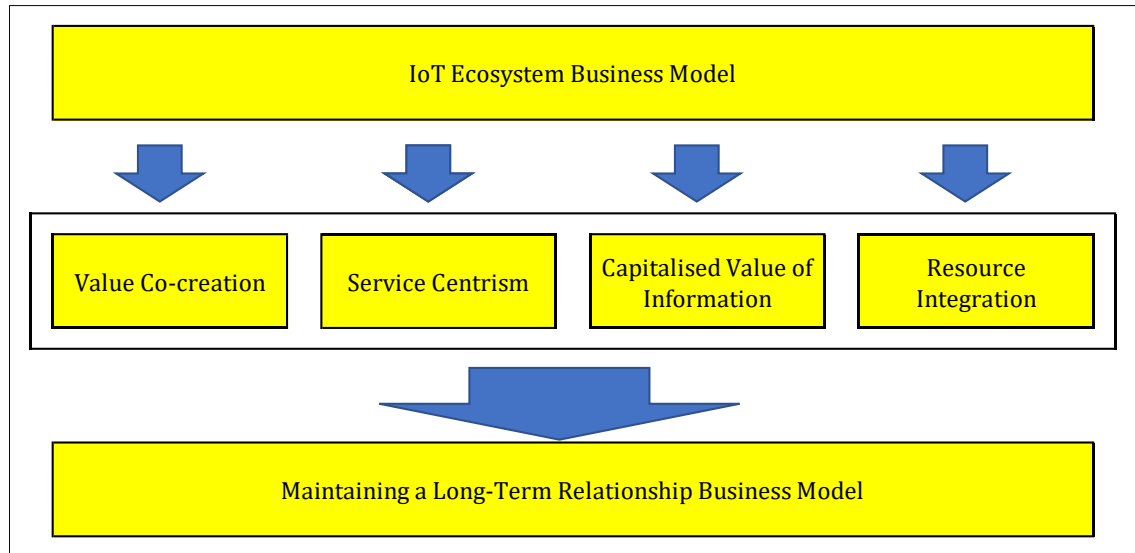 IoT Ecosystem Business Model
Value Co-creation
Service Centrism
Capitalised Value of
Information
Resource
Integration
Maintaining a Long-Term Relationship Business Model